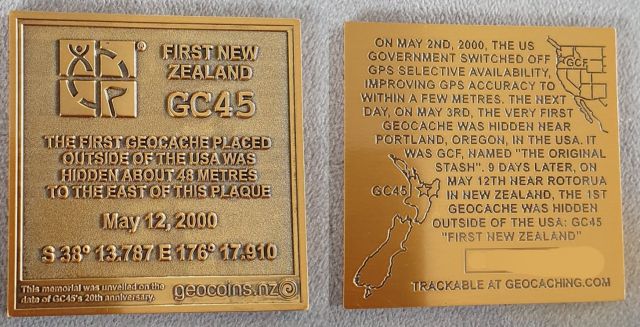 ®
FIRST NEW
ZEALAND
GC45
THE FIRST GEOCACHE PLACED
OUTSIDE OF THE USA WAS
HIDDEN ABOUT 48 METRES
TO THE EAST OF THIS PLAQUE
May 12, 2000
S 38° 13.787 E 176° 17.910
This memorial was unveiled on the
date of GC45's 20th anniversary.
geocoins.nz
ON MAY 2ND, 2000, THE US
GOVERNMENT SWITCHED OFF
GPS SELECTIVE AVAILABILITY,
IMPROVING GPS ACCURACY TO
WITHIN A FEW METRES. THE NEXT
DAY, ON MAY 3RD, THE VERY FIRST
GEOCACHE WAS HIDDEN NEAR
PORTLAND, OREGON, IN THE USA. IT
WAS GCF, NAMED "THE ORIGINAL
STASH". 9 DAYS LATER, ON
MAY 12TH NEAR ROTORUA
IN NEW ZEALAND, THE 1ST
GEOCACHE WAS HIDDEN
OUTSIDE OF THE USA: GC45
"FIRST NEW ZEALAND"
GCF
GC45
TRACKABLE AT GEOCACHING.COM